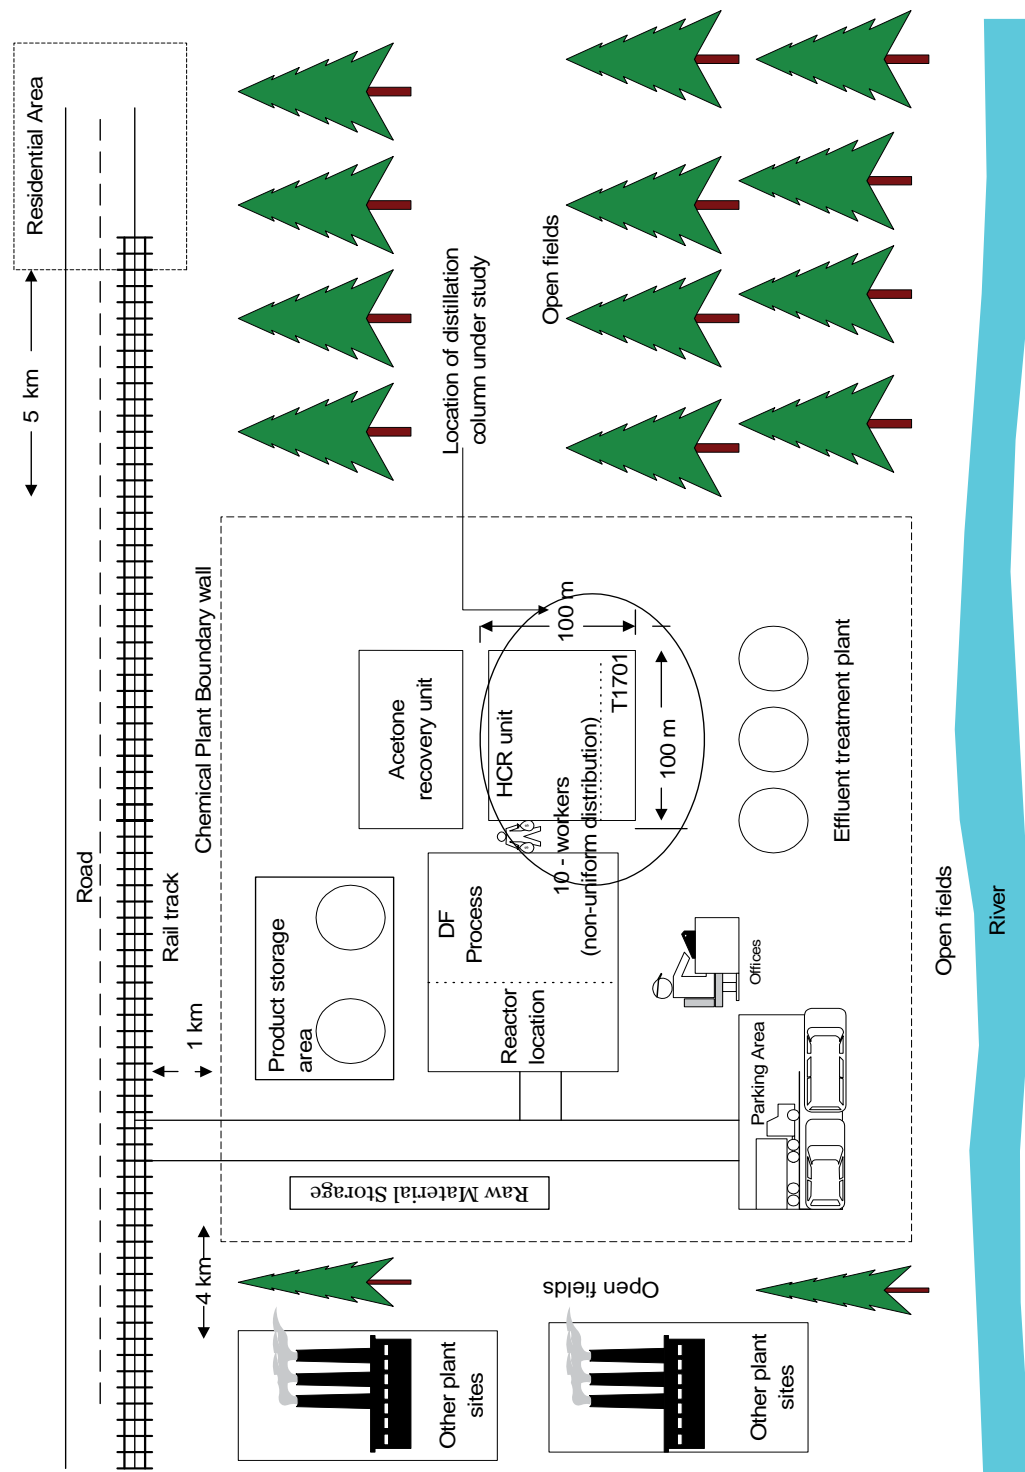 Residential Area
5 km
Road
Rail track
1 km
4 km
Chemical Plant Boundary wall
Product storage
area
Acetone
recovery unit
Location of distillation
column under study
Open fields
DF
Process
Reactor
location
HCR unit
T1701
100 m
100 m
10 - workers
(non-uniform distribution)
Raw Material Storage
Offices
Parking Area
Effluent treatment plant
Open fields
Other plant
sites
Other plant
sites
Open fields
River